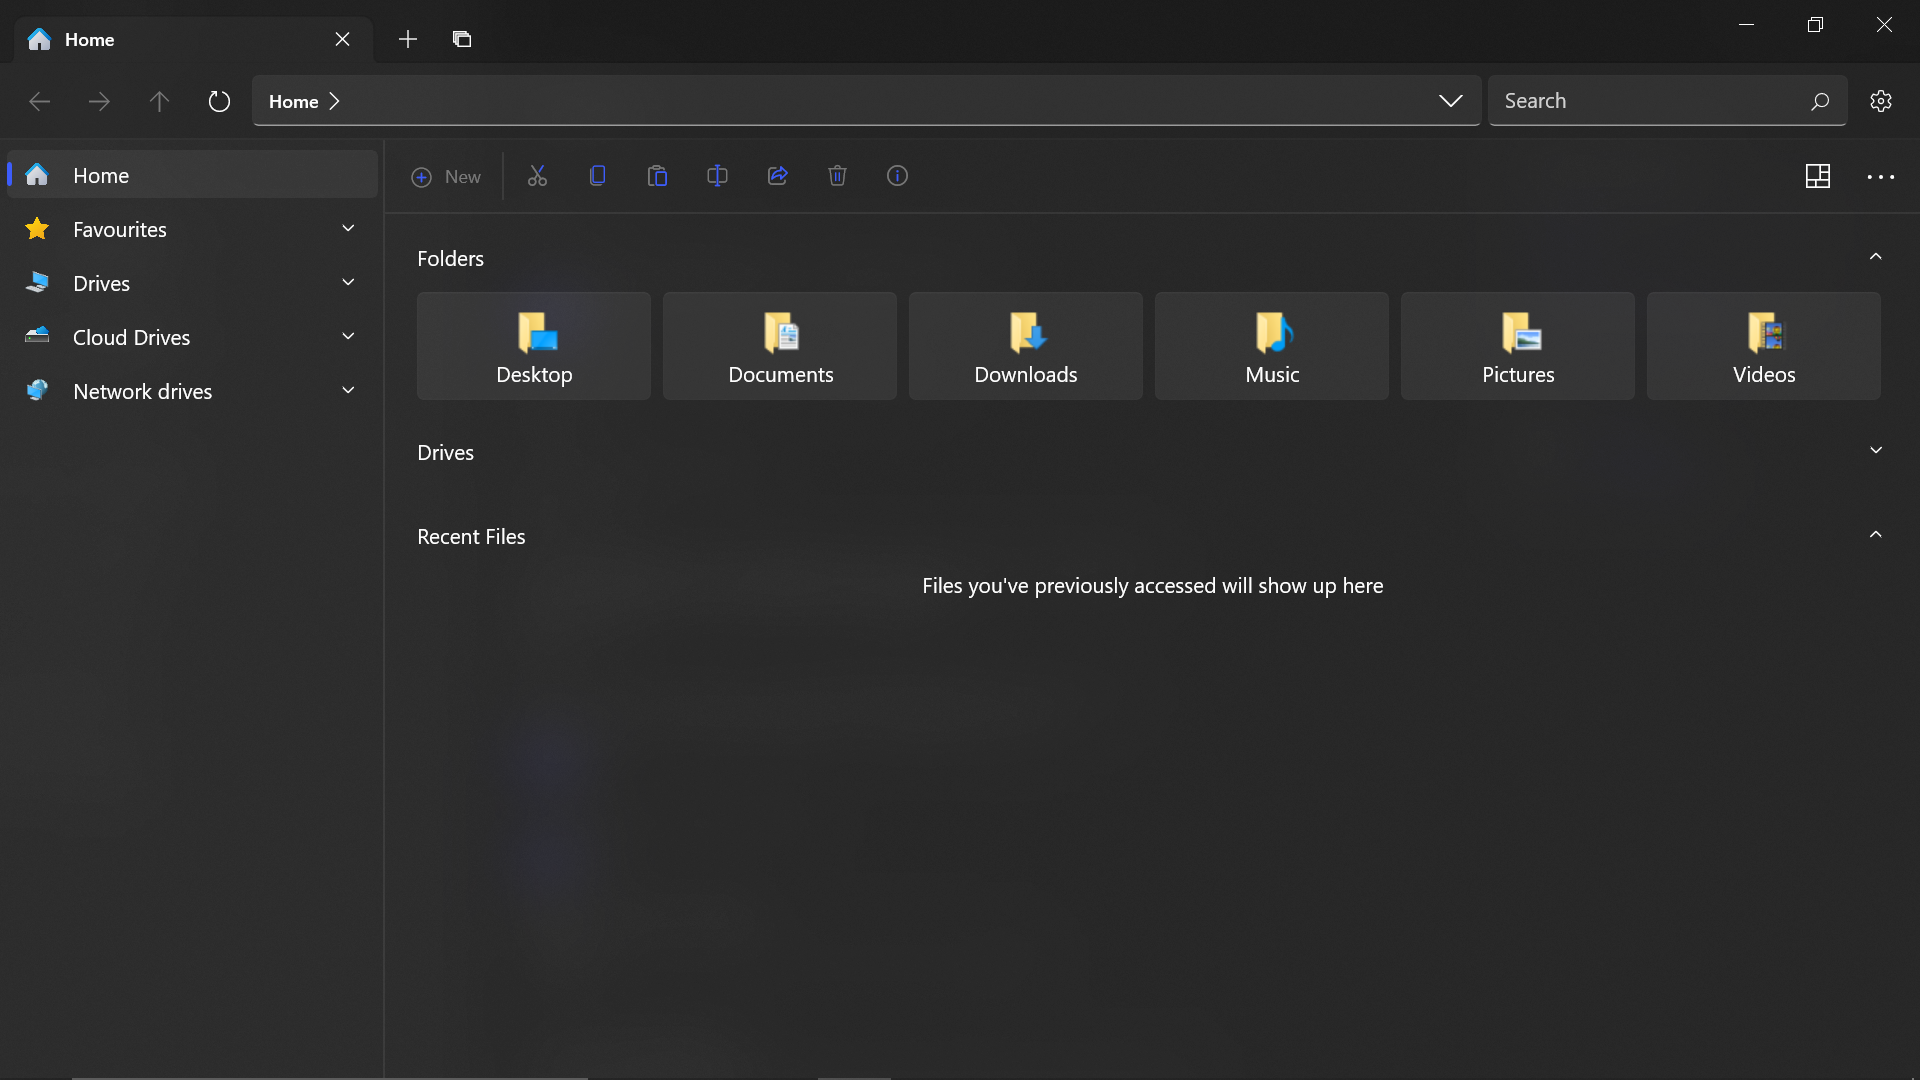 Home
Home
Search
Home
Favourites
Drives
Cloud Drives
Network drives
New
Folders
Desktop
Documents
Downloads
Music
Pictures
Videos
Drives
Recent Files
Files you've previously accessed will show up here